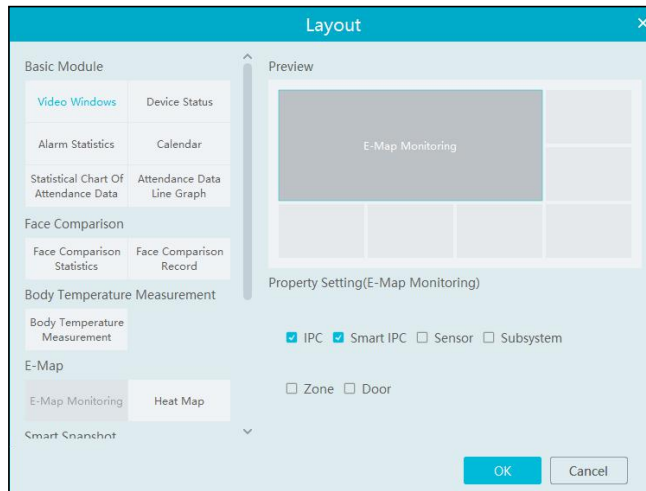 Layout
Basic Module
Video Windows
Device Status
Alarm Statistics
Calendar
Statistical Chart Of
Attendance Data
Attendance Data
Line Graph
Face Comparison
Face Comparison
Statistics
Face Comparison
Record
Body Temperature Measurement
Body Temperature
Measurement
E-Map
E-Map Monitoring
Heat Map
Smart Snapshot
Preview
E-Map Monitoring
Property Setting(E-Map Monitoring)
IPC Smart IPC Sensor Subsystem
Zone Door
OK
Cancel